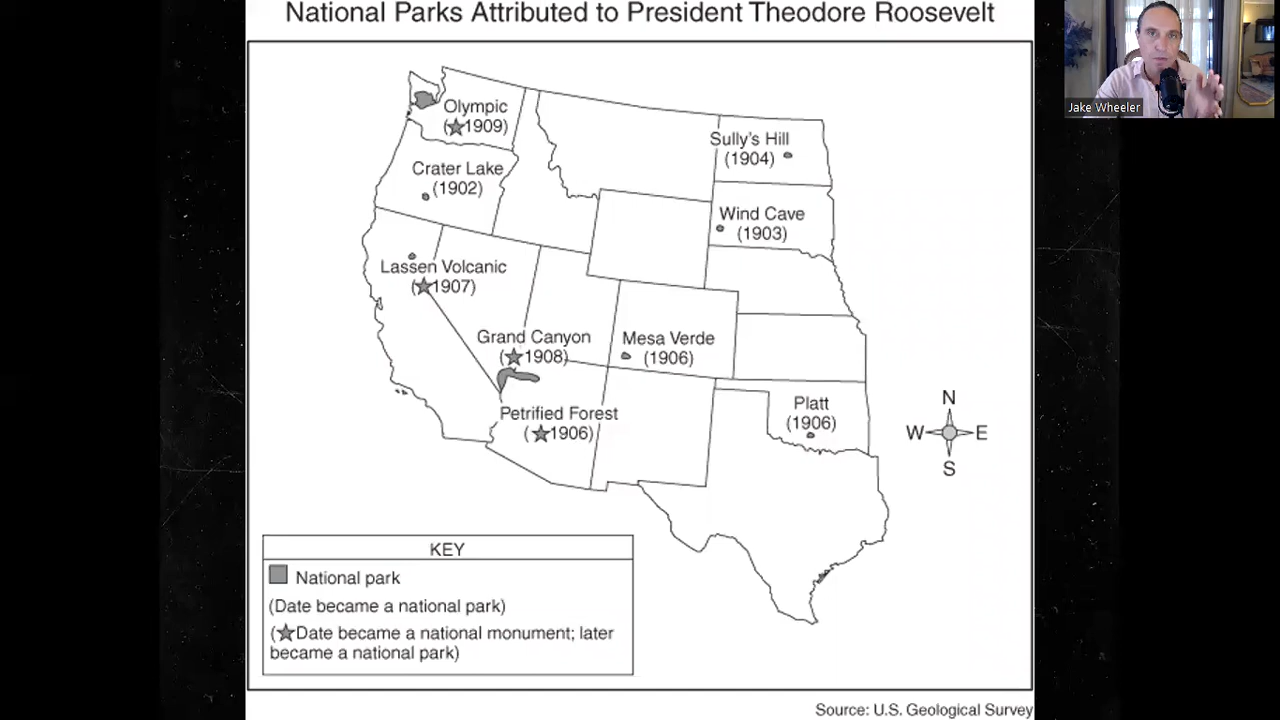 National Parks Attributed to President Theodore Roosevelt
Jake Wheeler
Olympic
(★1909)
Sully's Hill
(1904)
Crater Lake
(1902)
Wind Cave
(1903)
Lassen Volcanic
(★1907)
Grand Canyon
(★1908)
Mesa Verde
(1906)
Platt
(1906)
Petrified Forest
(★1906)
N
W E
S
KEY
National park
(Date became a national park)
(★Date became a national monument; later
became a national park)
Source: U.S. Geological Survey